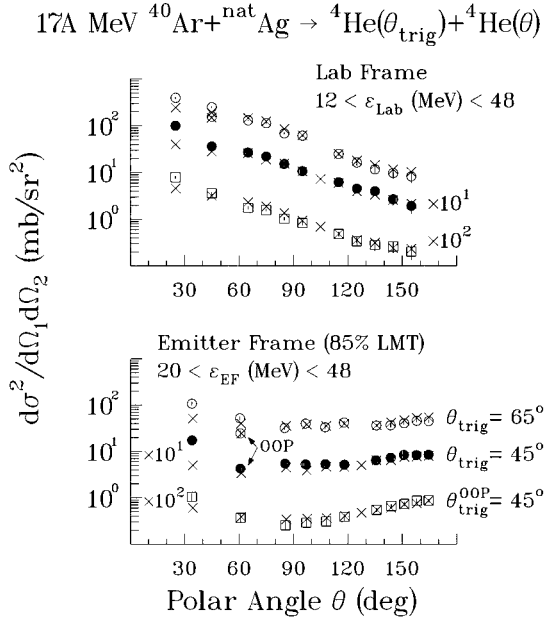 17A MeV ⁴⁰Ar+ⁿᵃᵗAg → ⁴He(θ_trig)+⁴He(θ)
Lab Frame
12 < ε_Lab (MeV) < 48
10²
10¹
10⁰
×10¹
×10²
30 60 90 120 150
Emitter Frame (85% LMT)
20 < ε_EF (MeV) < 48
10²
10¹
10⁰
×10¹
×10²
OOP
θ_trig= 65°
θ_trig= 45°
θ_trig^OOP= 45°
30 60 90 120 150
Polar Angle θ (deg)
dσ²/dΩ₁dΩ₂ (mb/sr²)